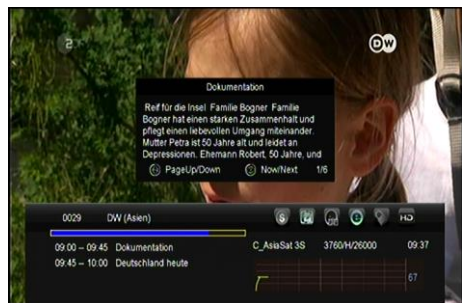 2
DW
Dokumentation
Reif für die Insel Familie Bogner Familie
Bogner hat einen starken Zusammenhalt und
pflegt einen liebevollen Umgang miteinander.
Mutter Petra ist 50 Jahre alt und leidet an
Depressionen. Ehemann Robert, 50 Jahre, und
PageUp/Down Now/Next 1/6
0029 DW (Asien) S HD
09:00 -- 09:45 Dokumentation C_AsiaSat 3S 3760/H/26000 09:37
09:45 -- 10:00 Deutschland heute
67